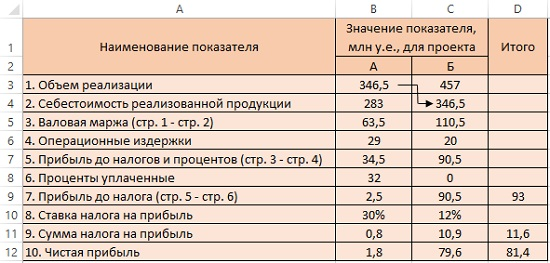 A B C D
1 Наименование показателя Значение показателя, млн у.е., для проекта Итого
2 А Б
3 1. Объем реализации 346,5 457
4 2. Себестоимость реализованной продукции 283 346,5
5 3. Валовая маржа (стр. 1 - стр. 2) 63,5 110,5
6 4. Операционные издержки 29 20
7 5. Прибыль до налогов и процентов (стр. 3 - стр. 4) 34,5 90,5
8 6. Проценты уплаченные 32 0
9 7. Прибыль до налога (стр. 5 - стр. 6) 2,5 90,5 93
10 8. Ставка налога на прибыль 30% 12%
11 9. Сумма налога на прибыль 0,8 10,9 11,6
12 10. Чистая прибыль 1,8 79,6 81,4